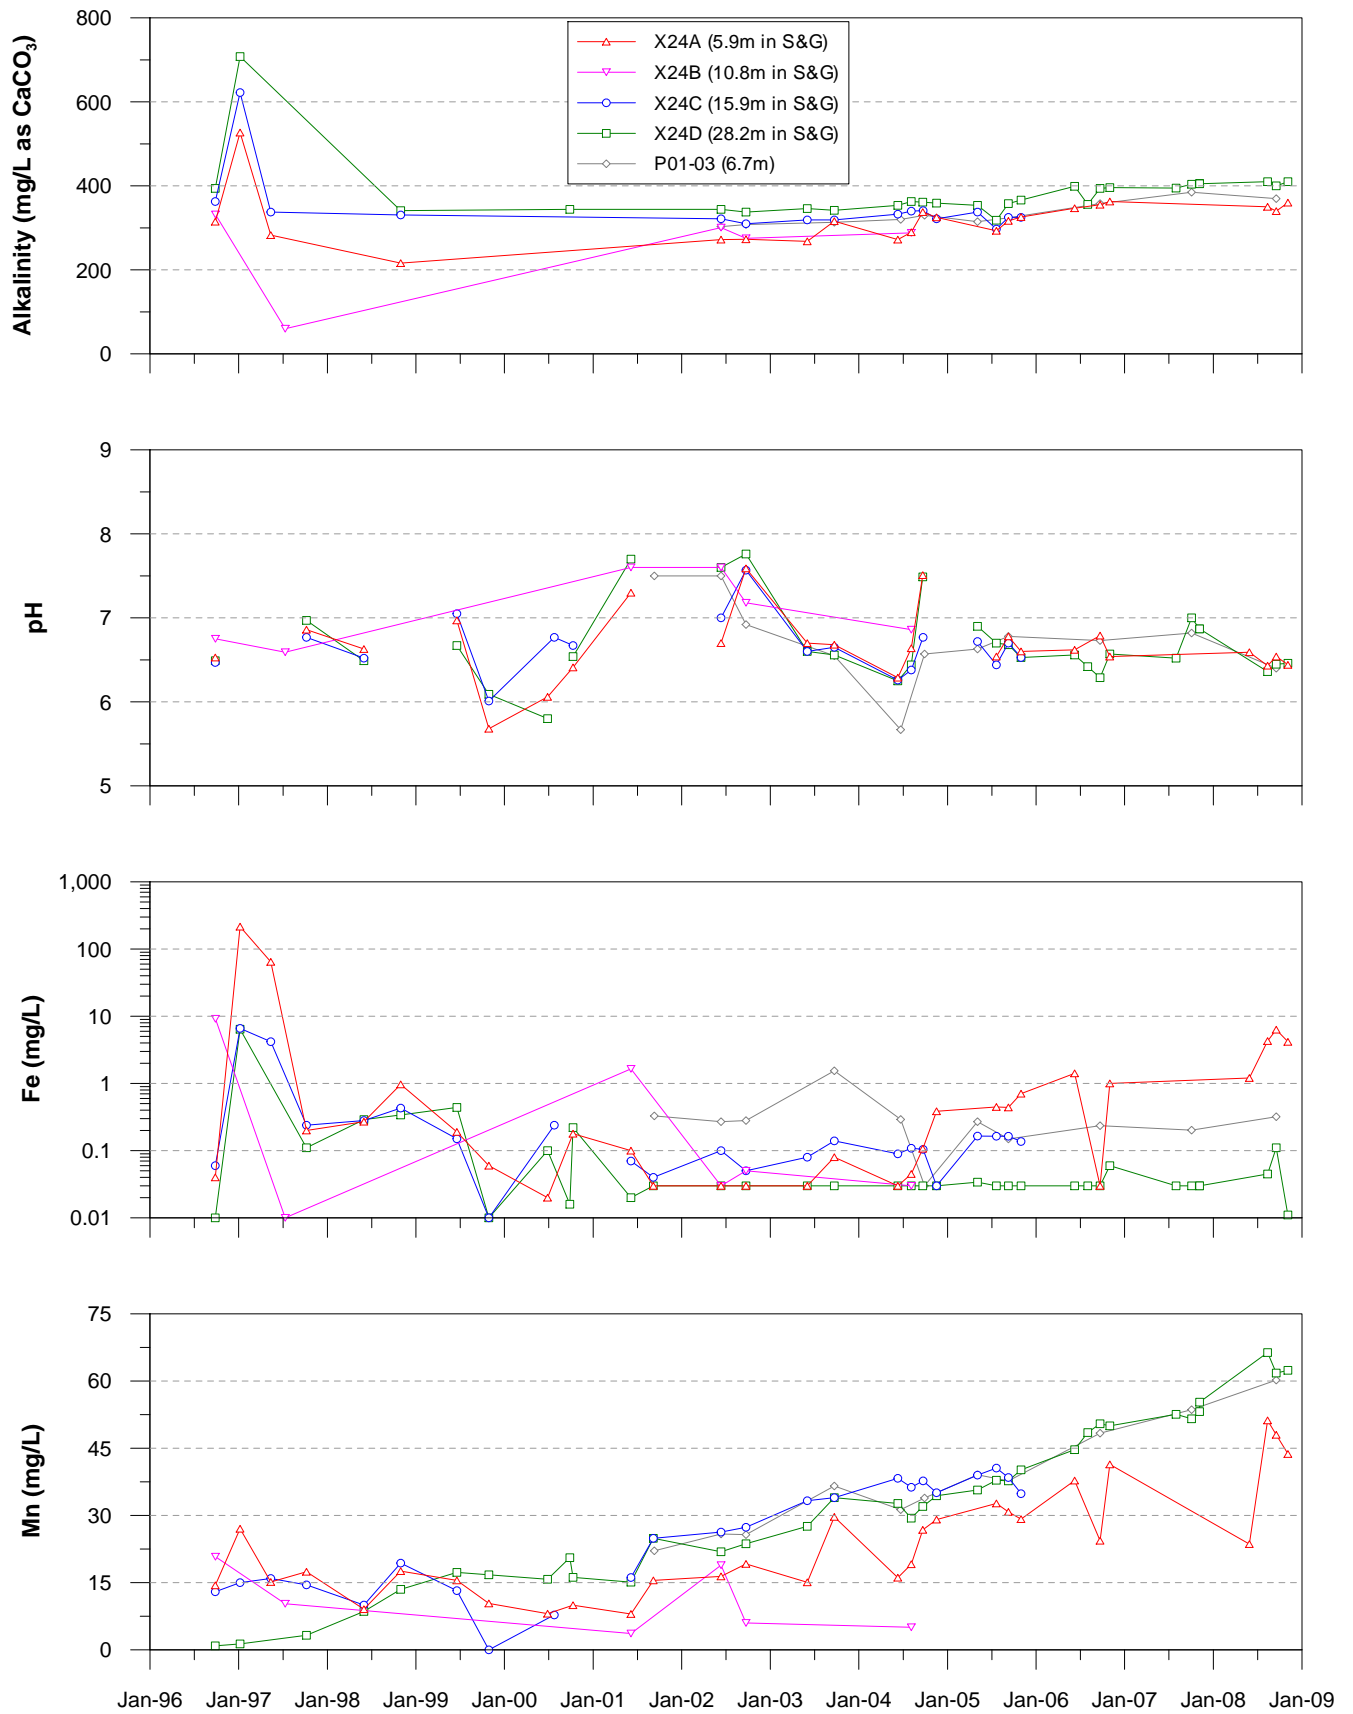 800
600
400
200
0
Alkalinity (mg/L as CaCO₃)
X24A (5.9m in S&G)
X24B (10.8m in S&G)
X24C (15.9m in S&G)
X24D (28.2m in S&G)
P01-03 (6.7m)
9
8
7
6
5
pH
1,000
100
10
1
0.1
0.01
Fe (mg/L)
75
60
45
30
15
0
Mn (mg/L)
Jan-96 Jan-97 Jan-98 Jan-99 Jan-00 Jan-01 Jan-02 Jan-03 Jan-04 Jan-05 Jan-06 Jan-07 Jan-08 Jan-09